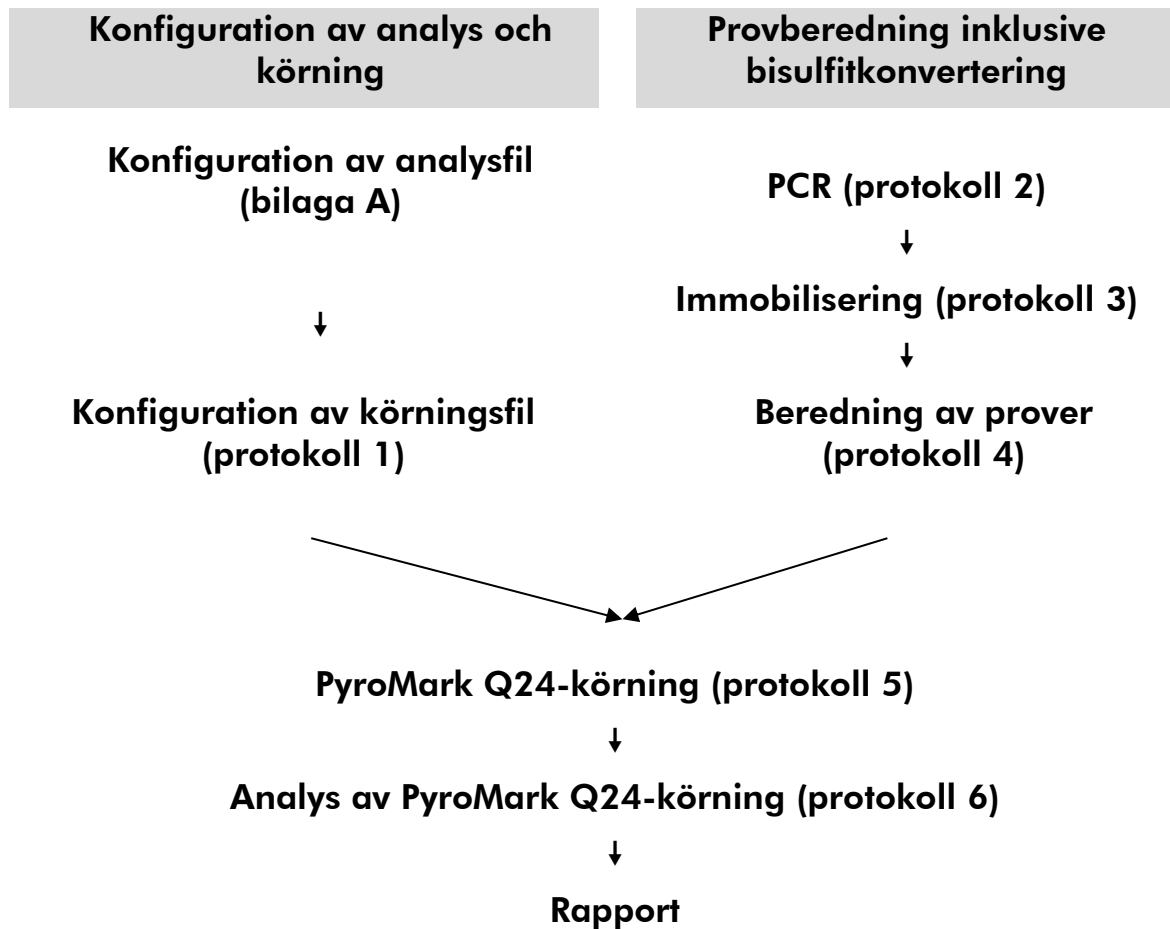 Konfiguration av analys och
körning
Provberedning inklusive
bisulfitkonvertering
Konfiguration av analysfil
(bilaga A)
Konfiguration av körningsfil
(protokoll 1)
PCR (protokoll 2)
Immobilisering (protokoll 3)
Beredning av prover
(protokoll 4)
PyroMark Q24-körning (protokoll 5)
Analys av PyroMark Q24-körning (protokoll 6)
Rapport